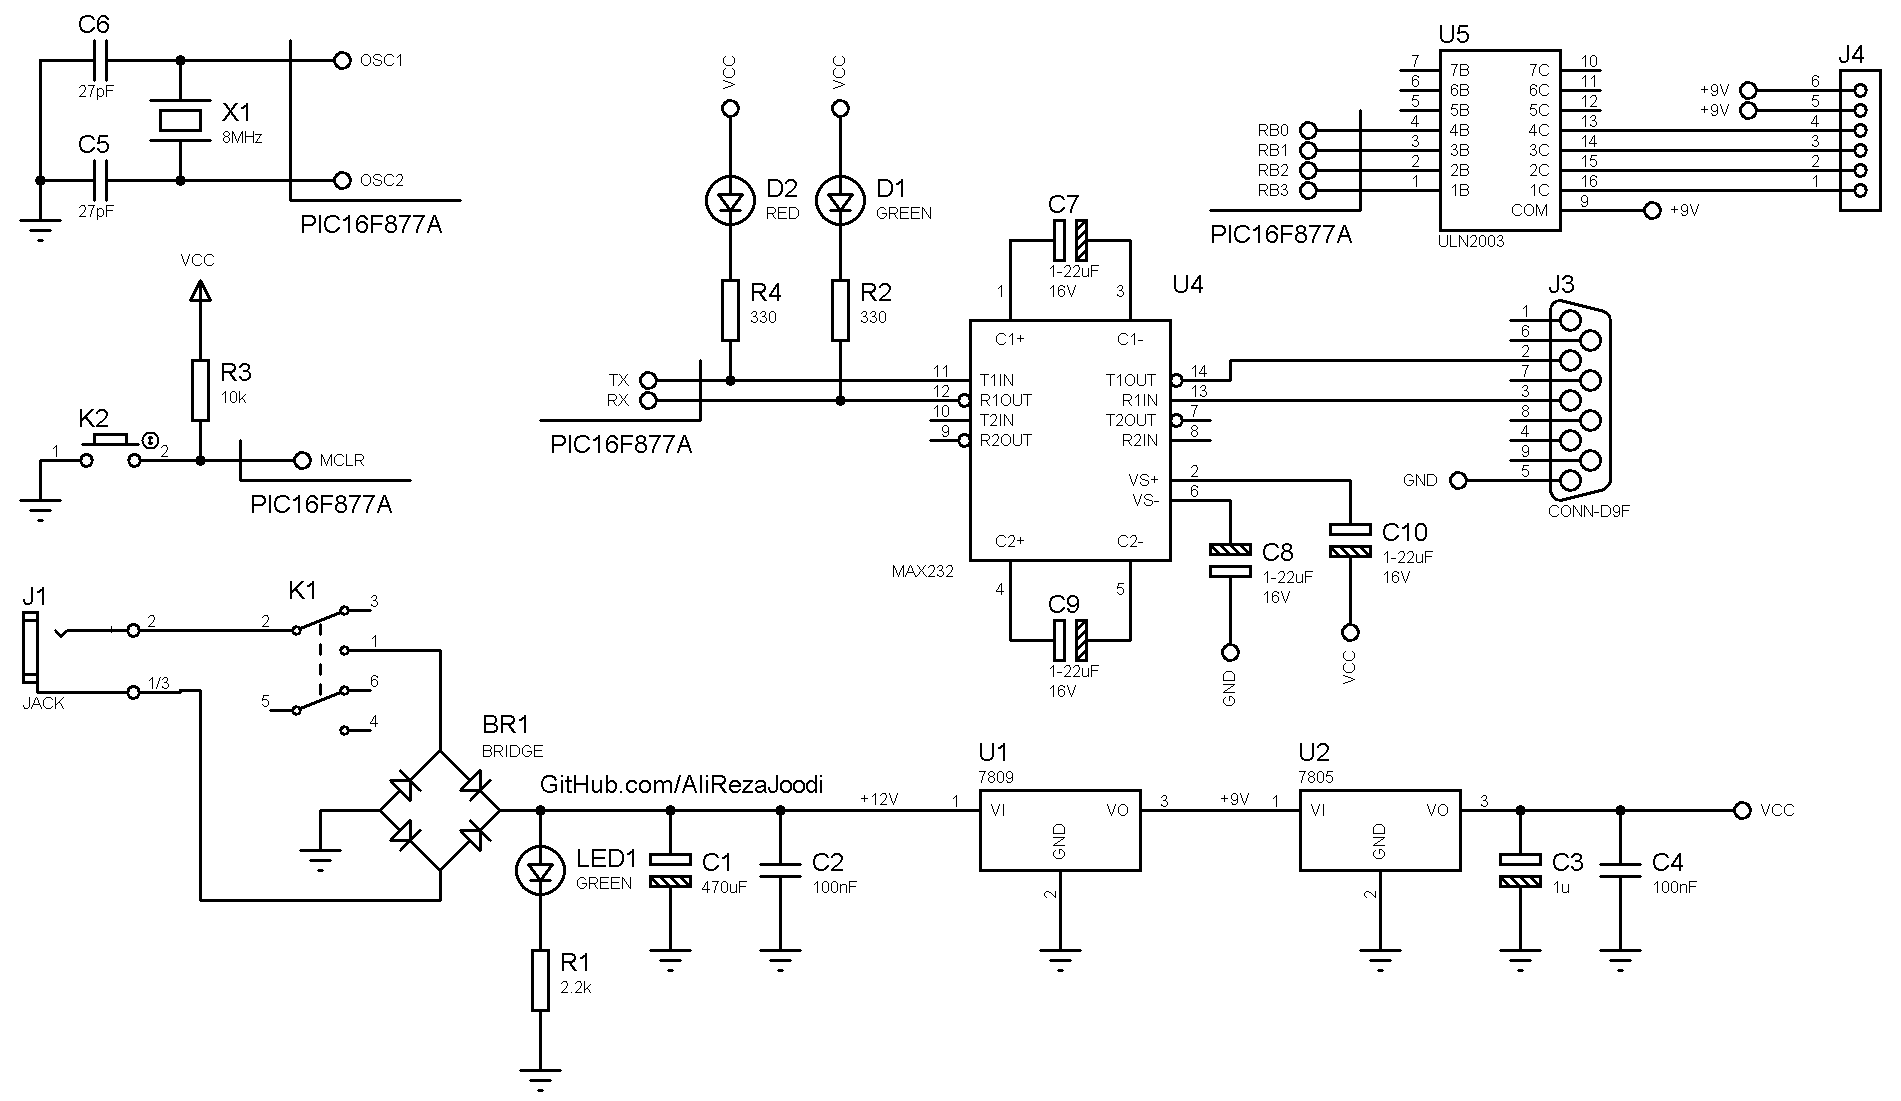 C6
27pF
OSC1
X1
8MHz
C5
27pF
OSC2
PIC16F877A
VCC
R3
10k
K2
1
2
MCLR
PIC16F877A
VCC
VCC
D2
RED
D1
GREEN
R4
330
R2
330
TX
RX
PIC16F877A
C7
1-22uF
16V
1
3
U4
C1+
C1-
11
T1IN
T1OUT
14
12
R1OUT
R1IN
13
10
T2IN
T2OUT
7
9
R2OUT
R2IN
8
VS+
2
VS-
6
C2+
C2-
MAX232
4
5
C9
1-22uF
16V
C8
1-22uF
16V
GND
C10
1-22uF
16V
VCC
U5
7
7B
7C
10
6
6B
6C
11
5
5B
5C
12
RB0
4
4B
4C
13
RB1
3
3B
3C
14
RB2
2
2B
2C
15
RB3
1
1B
1C
16
COM
9
+9V
PIC16F877A
ULN2003
J4
+9V
6
+9V
5
4
3
2
1
J3
1
6
2
7
3
8
4
9
GND
5
CONN-D9F
J1
2
1/3
JACK
K1
2
3
1
5
6
4
BR1
BRIDGE
GitHub.com/AliRezaJoodi
+12V
LED1
GREEN
R1
2.2k
C1
470uF
C2
100nF
U1
7809
1
VI
VO
3
GND
2
+9V
U2
7805
1
VI
VO
3
GND
2
C3
1u
C4
100nF
VCC